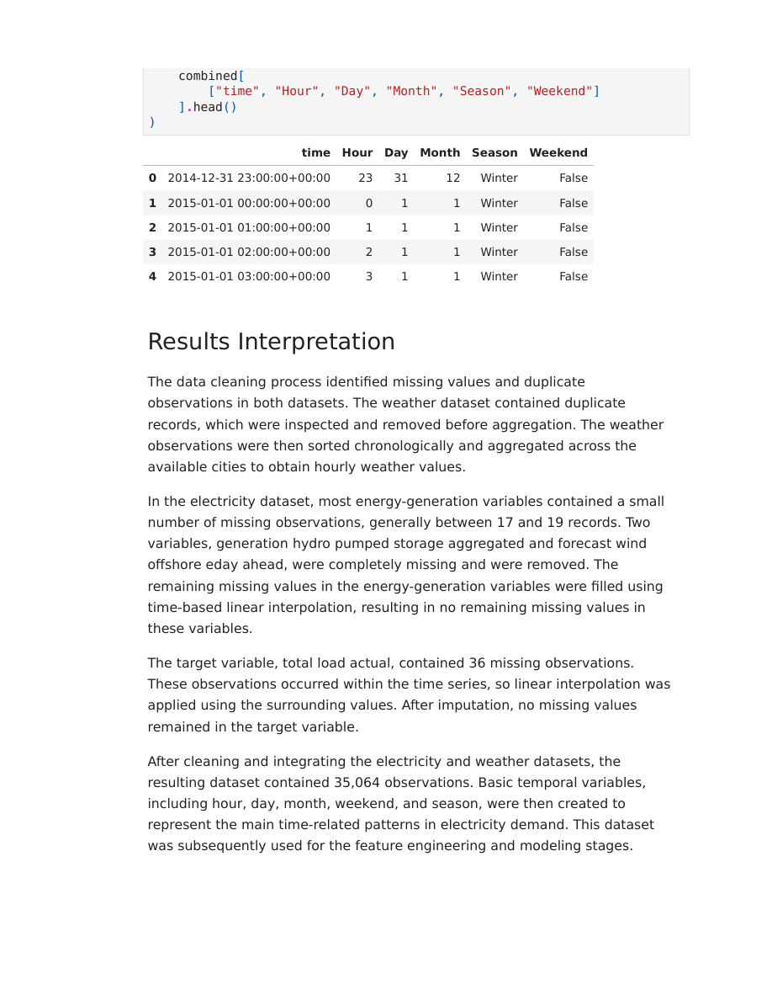 combined[
["time", "Hour", "Day", "Month", "Season", "Weekend"]
].head()
)
time Hour Day Month Season Weekend
0 2014-12-31 23:00:00+00:00 23 31 12 Winter False
1 2015-01-01 00:00:00+00:00 0 1 1 Winter False
2 2015-01-01 01:00:00+00:00 1 1 1 Winter False
3 2015-01-01 02:00:00+00:00 2 1 1 Winter False
4 2015-01-01 03:00:00+00:00 3 1 1 Winter False
Results Interpretation
The data cleaning process identified missing values and duplicate
observations in both datasets. The weather dataset contained duplicate
records, which were inspected and removed before aggregation. The weather
observations were then sorted chronologically and aggregated across the
available cities to obtain hourly weather values.
In the electricity dataset, most energy-generation variables contained a small
number of missing observations, generally between 17 and 19 records. Two
variables, generation hydro pumped storage aggregated and forecast wind
offshore eday ahead, were completely missing and were removed. The
remaining missing values in the energy-generation variables were filled using
time-based linear interpolation, resulting in no remaining missing values in
these variables.
The target variable, total load actual, contained 36 missing observations.
These observations occurred within the time series, so linear interpolation was
applied using the surrounding values. After imputation, no missing values
remained in the target variable.
After cleaning and integrating the electricity and weather datasets, the
resulting dataset contained 35,064 observations. Basic temporal variables,
including hour, day, month, weekend, and season, were then created to
represent the main time-related patterns in electricity demand. This dataset
was subsequently used for the feature engineering and modeling stages.